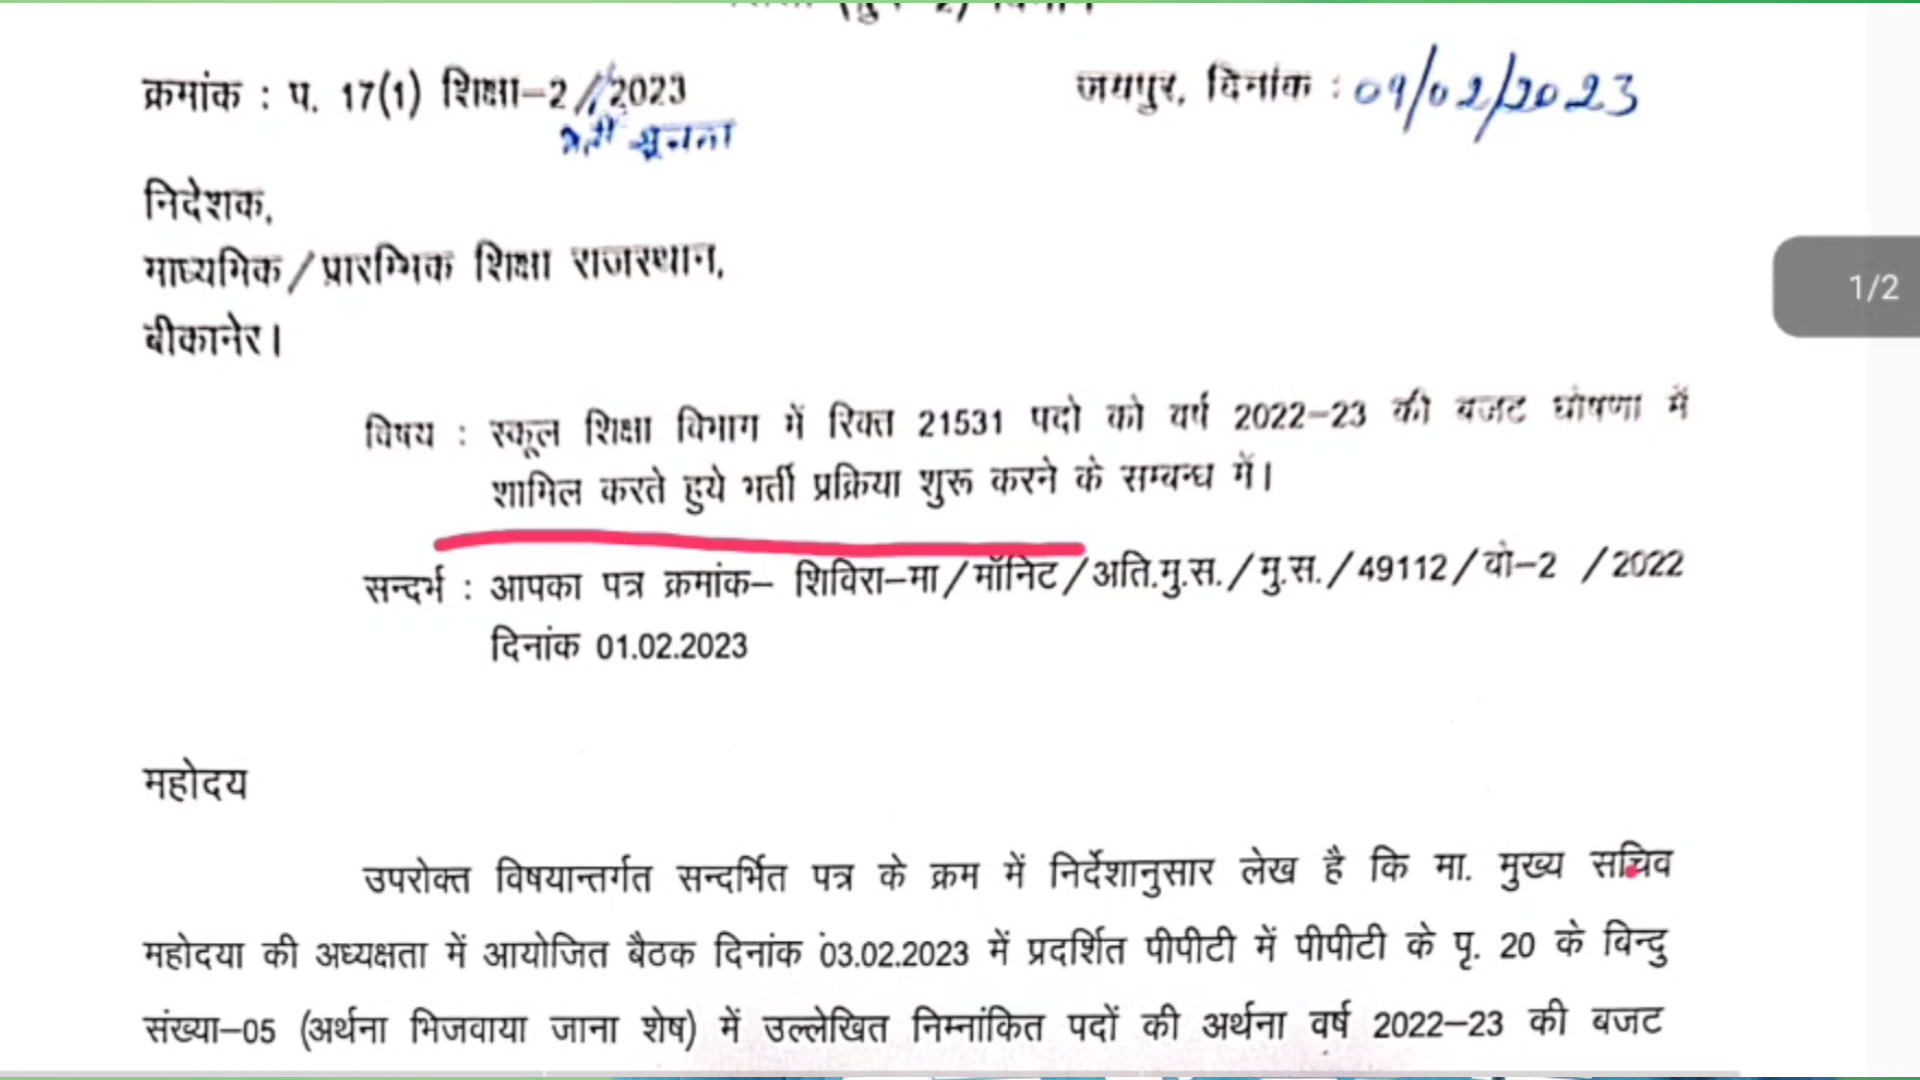 क्रमांक : प. 17(1) शिक्षा-2//2023
जयपुर, दिनांक : 09/02/2023
भर्ती सूचना
निदेशक,
माध्यमिक/प्रारम्भिक शिक्षा राजस्थान,
बीकानेर।
1/2
विषय : स्कूल शिक्षा विभाग में रिक्त 21531 पदो को वर्ष 2022-23 की बजट घोषणा में
शामिल करते हुये भर्ती प्रक्रिया शुरू करने के सम्बन्ध में।
सन्दर्भ : आपका पत्र क्रमांक- शिविरा-मा/मॉनिट/अति.मु.स./मु.स./49112/वो-2 /2022
दिनांक 01.02.2023
महोदय
उपरोक्त विषयान्तर्गत सन्दर्भित पत्र के क्रम में निर्देशानुसार लेख है कि मा. मुख्य सचिव
महोदया की अध्यक्षता में आयोजित बैठक दिनांक 03.02.2023 में प्रदर्शित पीपीटी में पीपीटी के पृ. 20 के विन्दु
संख्या-05 (अर्थना भिजवाया जाना शेष) में उल्लेखित निम्नांकित पदों की अर्थना वर्ष 2022-23 की बजट